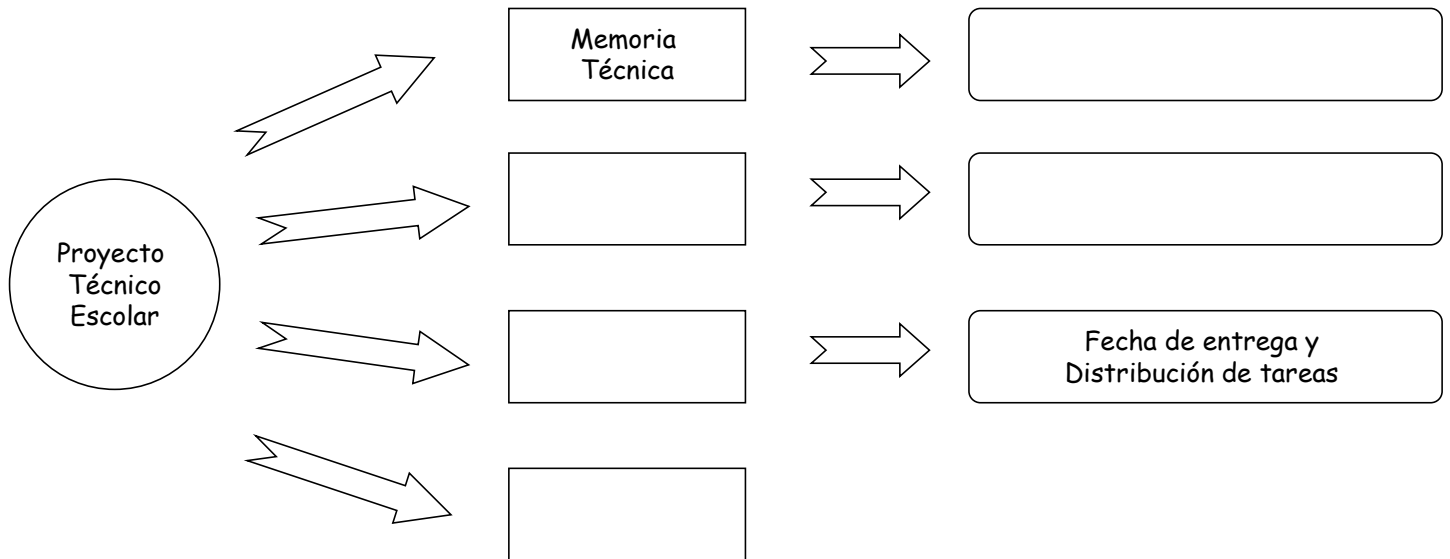 Memoria
Técnica
Proyecto
Técnico
Escolar
Fecha de entrega y
Distribución de tareas